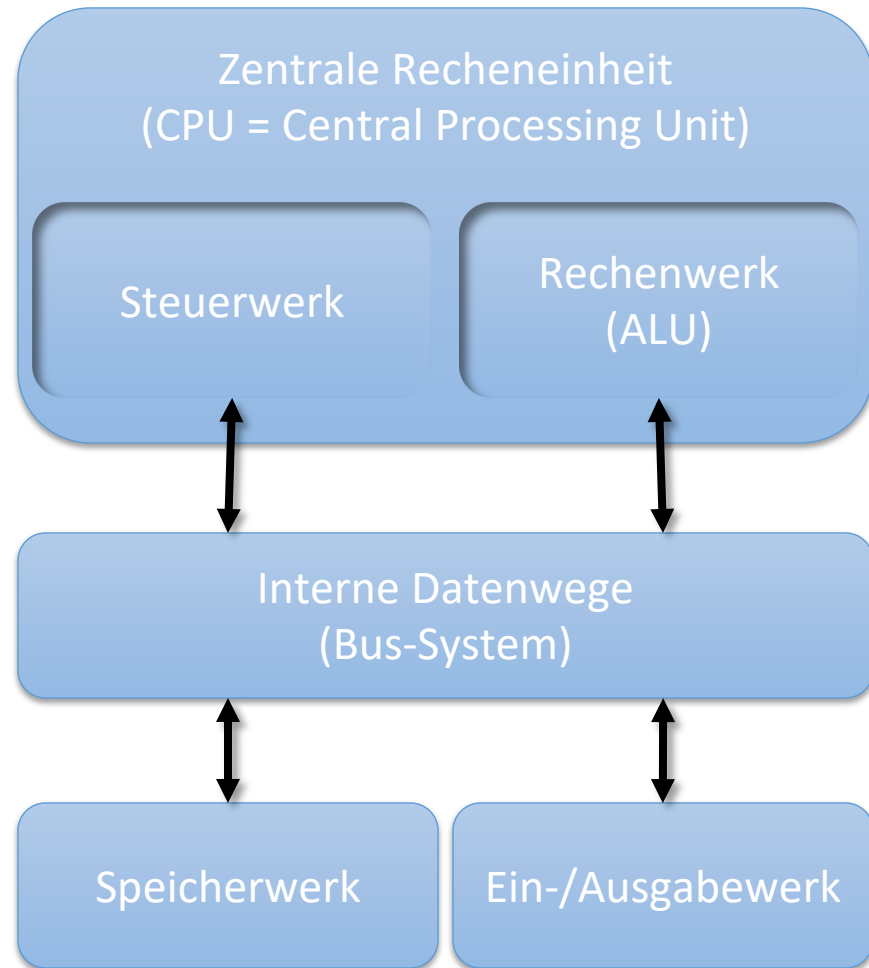 Zentrale Recheneinheit
(CPU = Central Processing Unit)
Steuerwerk
Rechenwerk
(ALU)
Interne Datenwege
(Bus-System)
Speicherwerk
Ein-/Ausgabewerk